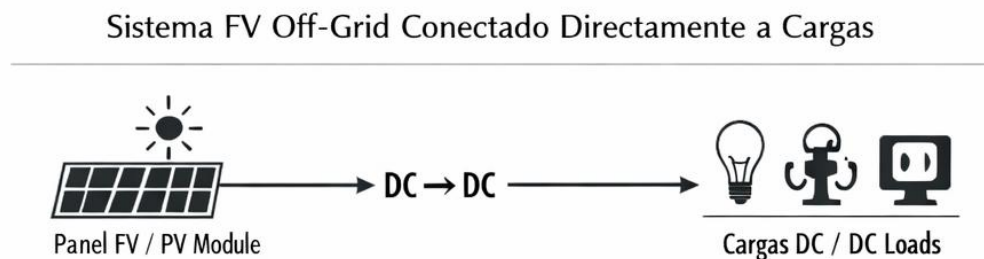 Sistema FV Off-Grid Conectado Directamente a Cargas
DC → DC
Panel FV / PV Module
Cargas DC / DC Loads